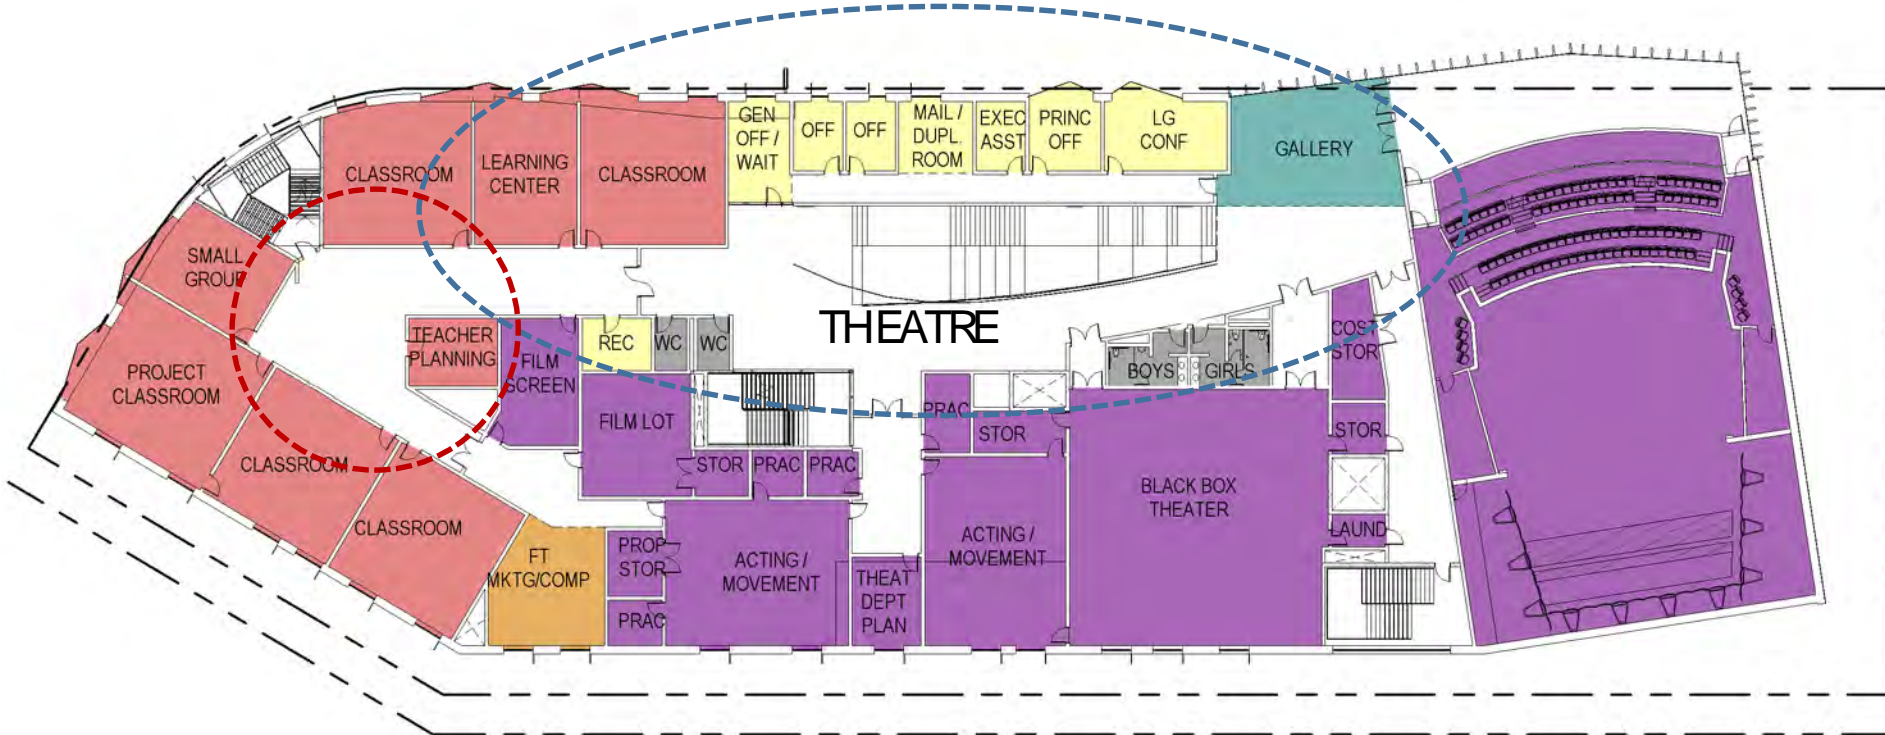 CLASSROOM
LEARNING
CENTER
CLASSROOM
GEN
OFF /
WAIT
OFF
OFF
MAIL /
DUPL.
ROOM
EXEC
ASST
PRINC
OFF
LG
CONF
GALLERY
SMALL
GROUP
PROJECT
CLASSROOM
CLASSROOM
CLASSROOM
TEACHER
PLANNING
FILM
SCREEN
REC
WC
WC
THEATRE
BOYS
GIRLS
COST
STOR
FILM LOT
STOR
PRAC
PRAC
PRAC
STOR
STOR
BLACK BOX
THEATER
LAUND
FT
MKTG/COMP
PROP
STOR
PRAC
ACTING /
MOVEMENT
THEAT
DEPT
PLAN
ACTING /
MOVEMENT